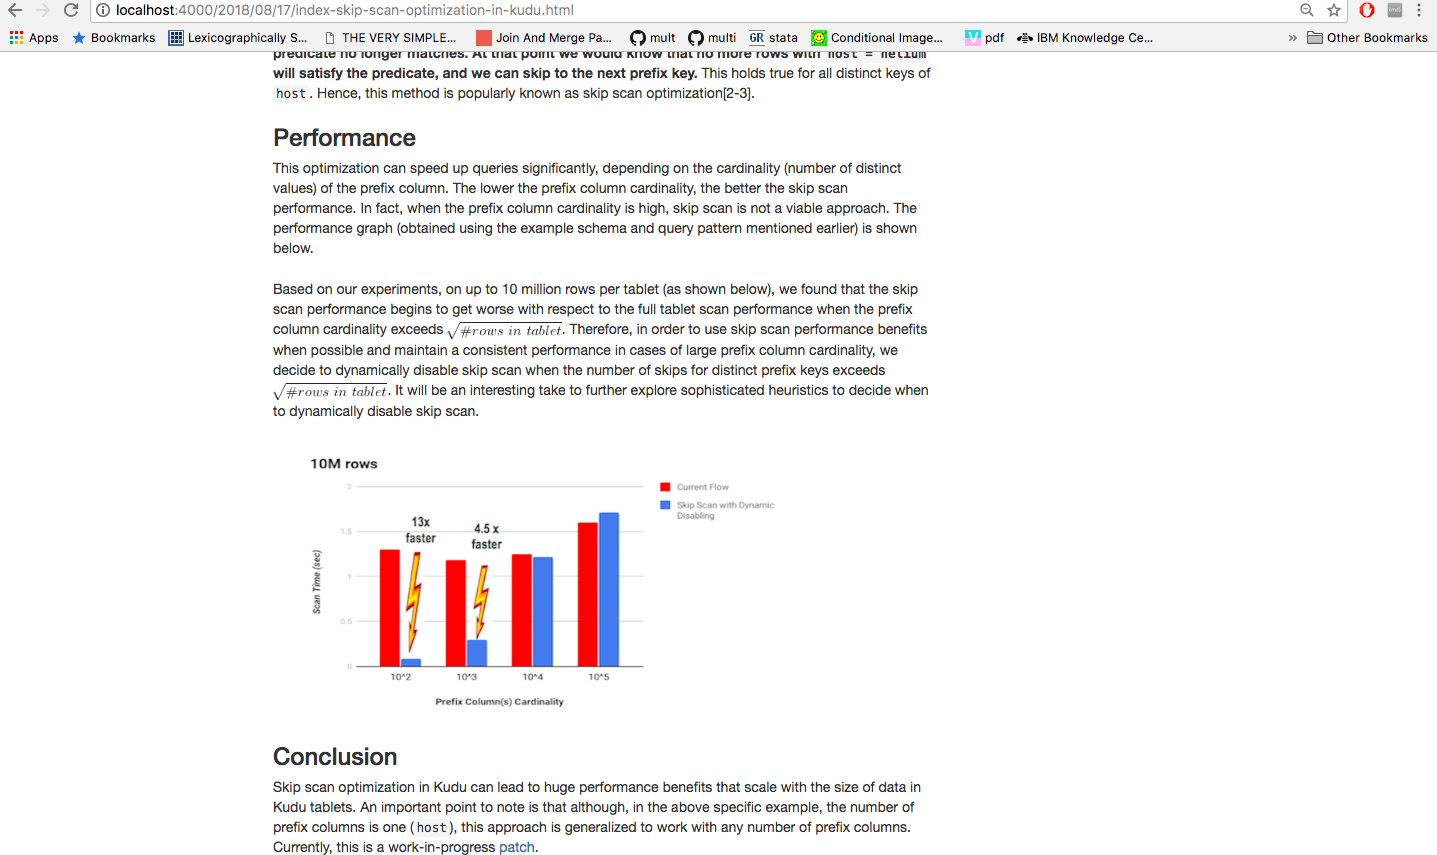 localhost:4000/2018/08/17/index-skip-scan-optimization-in-kudu.html
Apps Bookmarks Lexicographically S... THE VERY SIMPLE... Join And Merge Pa... mult multi GR stata Conditional Image... pdf IBM Knowledge Ce... » Other Bookmarks
predicate no longer matches. At that point we would know that no more rows with host = helium
will satisfy the predicate, and we can skip to the next prefix key. This holds true for all distinct keys of
host. Hence, this method is popularly known as skip scan optimization[2-3].
Performance
This optimization can speed up queries significantly, depending on the cardinality (number of distinct
values) of the prefix column. The lower the prefix column cardinality, the better the skip scan
performance. In fact, when the prefix column cardinality is high, skip scan is not a viable approach. The
performance graph (obtained using the example schema and query pattern mentioned earlier) is shown
below.
Based on our experiments, on up to 10 million rows per tablet (as shown below), we found that the skip
scan performance begins to get worse with respect to the full tablet scan performance when the prefix
column cardinality exceeds √#rows in tablet. Therefore, in order to use skip scan performance benefits
when possible and maintain a consistent performance in cases of large prefix column cardinality, we
decide to dynamically disable skip scan when the number of skips for distinct prefix keys exceeds
√#rows in tablet. It will be an interesting take to further explore sophisticated heuristics to decide when
to dynamically disable skip scan.
10M rows
2
1.5
1
0.5
0
Scan Time (sec)
13x
faster
4.5 x
faster
10^2 10^3 10^4 10^5
Prefix Column(s) Cardinality
Current Flow
Skip Scan with Dynamic
Disabling
Conclusion
Skip scan optimization in Kudu can lead to huge performance benefits that scale with the size of data in
Kudu tablets. An important point to note is that although, in the above specific example, the number of
prefix columns is one (host), this approach is generalized to work with any number of prefix columns.
Currently, this is a work-in-progress patch.